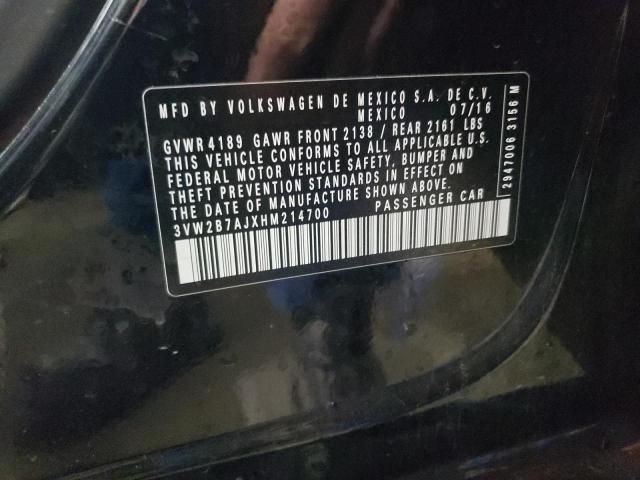 MFD BY VOLKSWAGEN DE MEXICO S.A. DE C.V.
MEXICO 07/16
GVWR 4189 GAWR FRONT 2138 / REAR 2161 LBS
THIS VEHICLE CONFORMS TO ALL APPLICABLE U.S.
FEDERAL MOTOR VEHICLE SAFETY, BUMPER AND
THEFT PREVENTION STANDARDS IN EFFECT ON
THE DATE OF MANUFACTURE SHOWN ABOVE.
3VW2B7AJXHM214700 PASSENGER CAR
2947006 3156 M